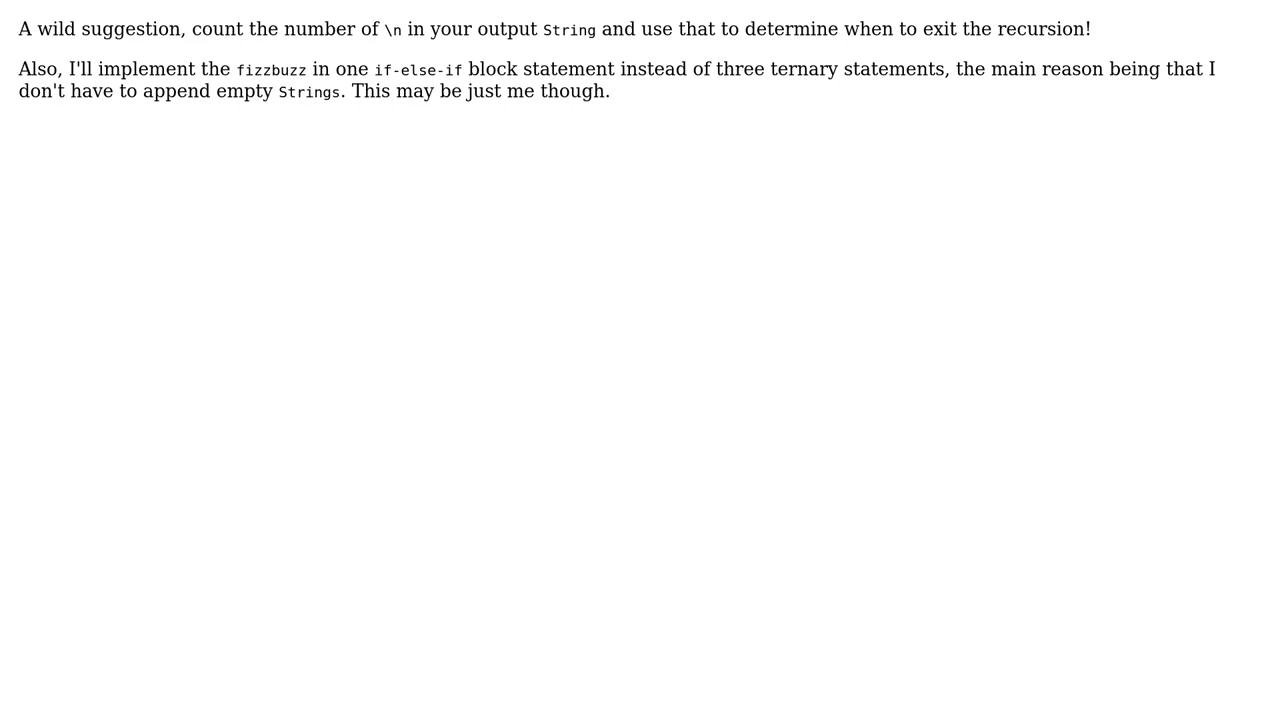 A wild suggestion, count the number of \n in your output String and use that to determine when to exit the recursion!
Also, I'll implement the fizzbuzz in one if-else-if block statement instead of three ternary statements, the main reason being that I
don't have to append empty Strings. This may be just me though.